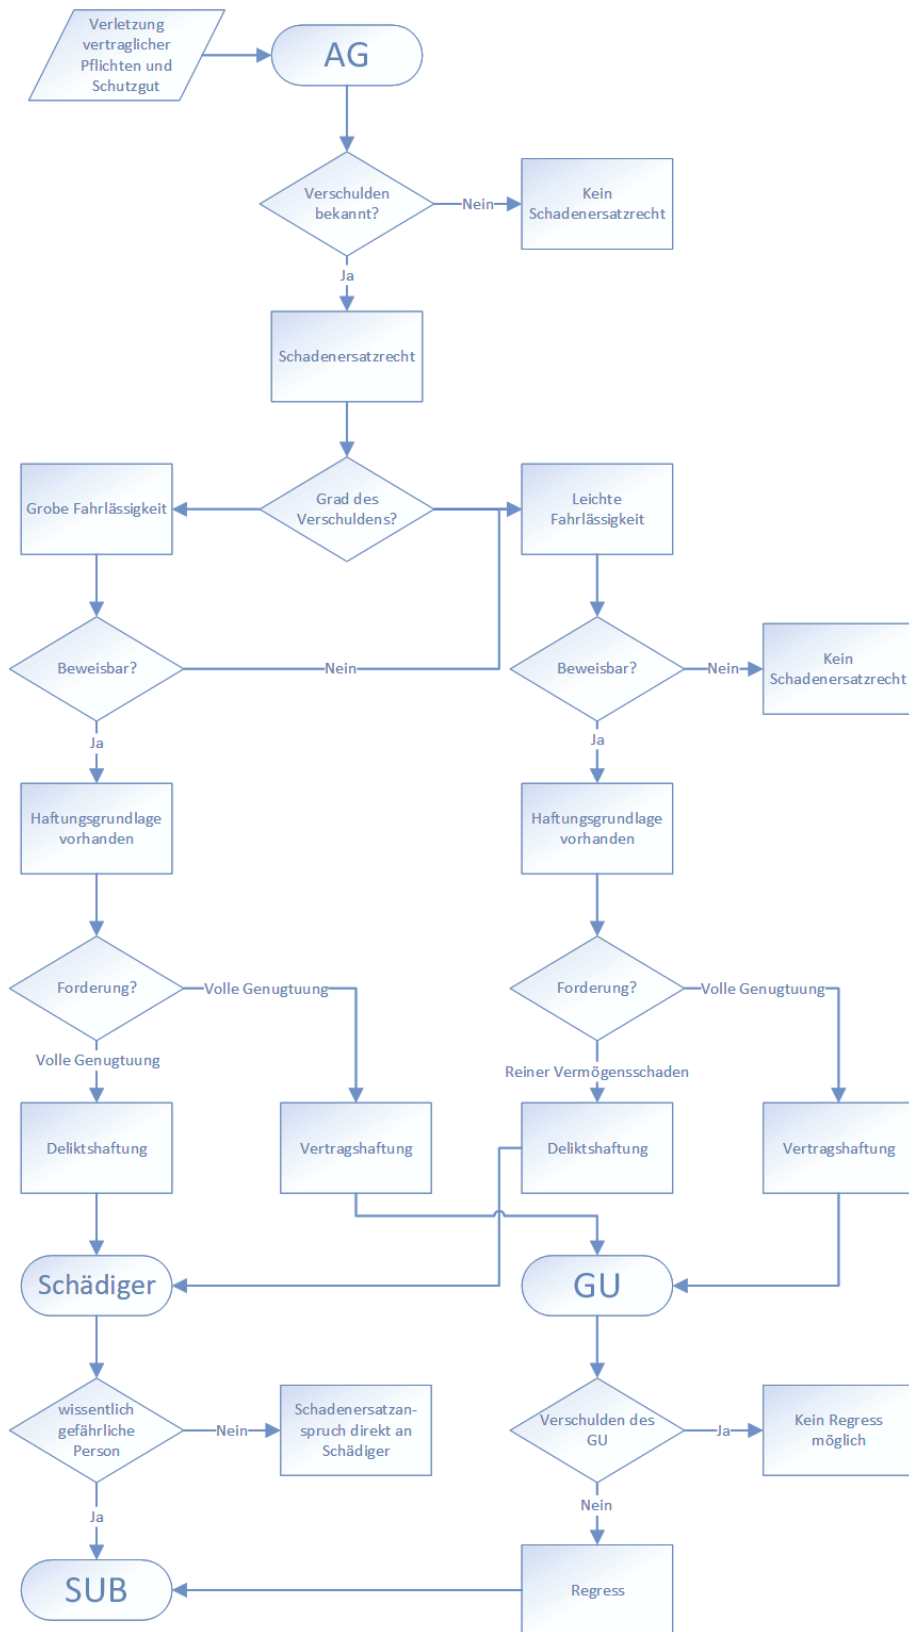 Verletzung
vertraglicher
Pflichten und
Schutzgut
AG
Verschulden
bekannt?
Nein
Kein
Schadenersatzrecht
Ja
Schadenersatzrecht
Grobe Fahrlässigkeit
Grad des
Verschuldens?
Leichte
Fahrlässigkeit
Beweisbar?
Nein
Beweisbar?
Nein
Kein
Schadenersatzrecht
Ja
Ja
Haftungsgrundlage
vorhanden
Haftungsgrundlage
vorhanden
Forderung?
Volle Genugtuung
Forderung?
Volle Genugtuung
Volle Genugtuung
Reiner Vermögensschaden
Deliktshaftung
Vertragshaftung
Deliktshaftung
Vertragshaftung
Schädiger
GU
wissentlich
gefährliche
Person
Nein
Schadenersatzan-
spruch direkt an
Schädiger
Verschulden des
GU
Ja
Kein Regress
möglich
Ja
Nein
SUB
Regress